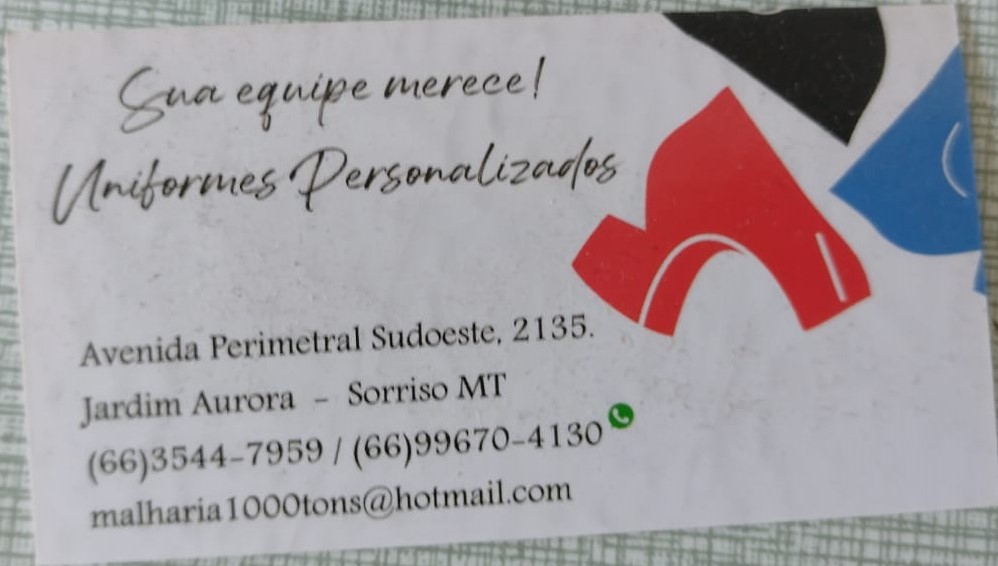 Sua equipe merece!
Uniformes Personalizados
Avenida Perimetral Sudoeste, 2135.
Jardim Aurora - Sorriso MT
(66)3544-7959 / (66)99670-4130
malharia1000tons@hotmail.com